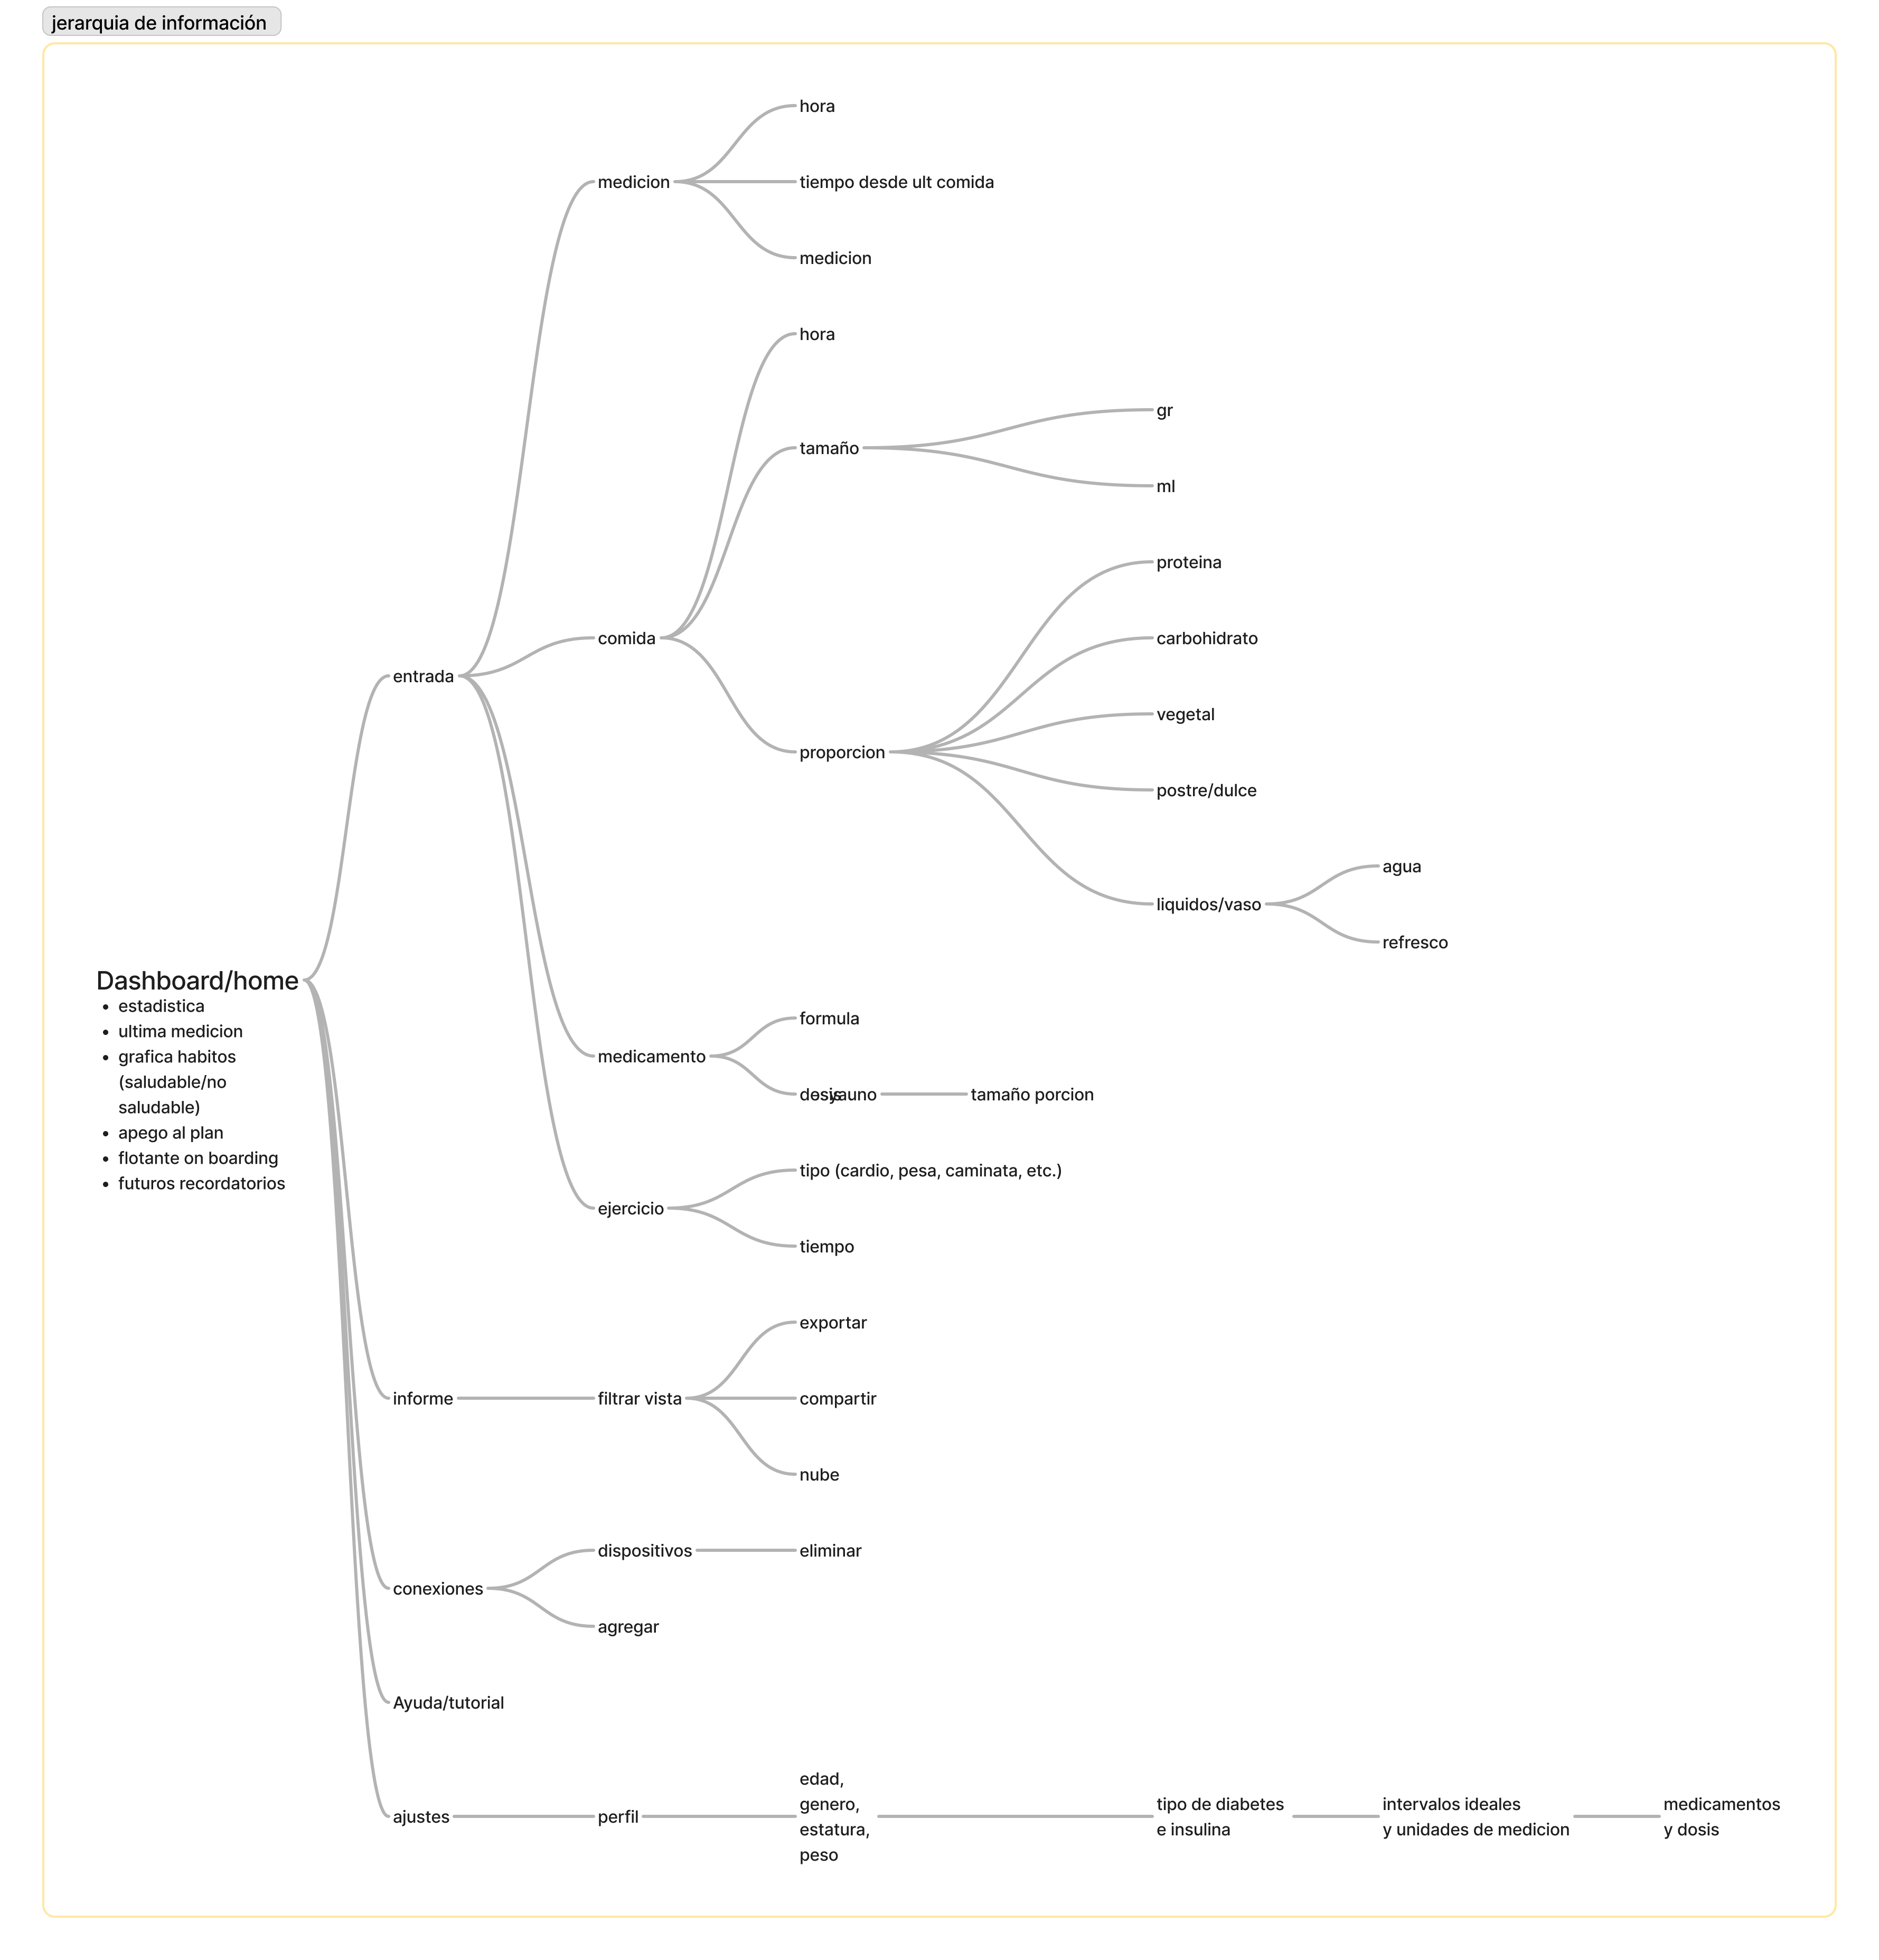 jerarquia de información
hora
medicion
tiempo desde ult comida
medicion
hora
gr
tamaño
ml
proteina
comida
carbohidrato
entrada
vegetal
proporcion
postre/dulce
agua
liquidos/vaso
refresco
Dashboard/home
• estadistica
• ultima medicion
• grafica habitos
(saludable/no
saludable)
• apego al plan
• flotante on boarding
• futuros recordatorios
formula
medicamento
tamaño porcion
tipo (cardio, pesa, caminata, etc.)
ejercicio
tiempo
exportar
informe
filtrar vista
compartir
nube
dispositivos
eliminar
conexiones
agregar
Ayuda/tutorial
ajustes
perfil
edad,
genero,
estatura,
peso
tipo de diabetes
e insulina
intervalos ideales
y unidades de medicion
medicamentos
y dosis